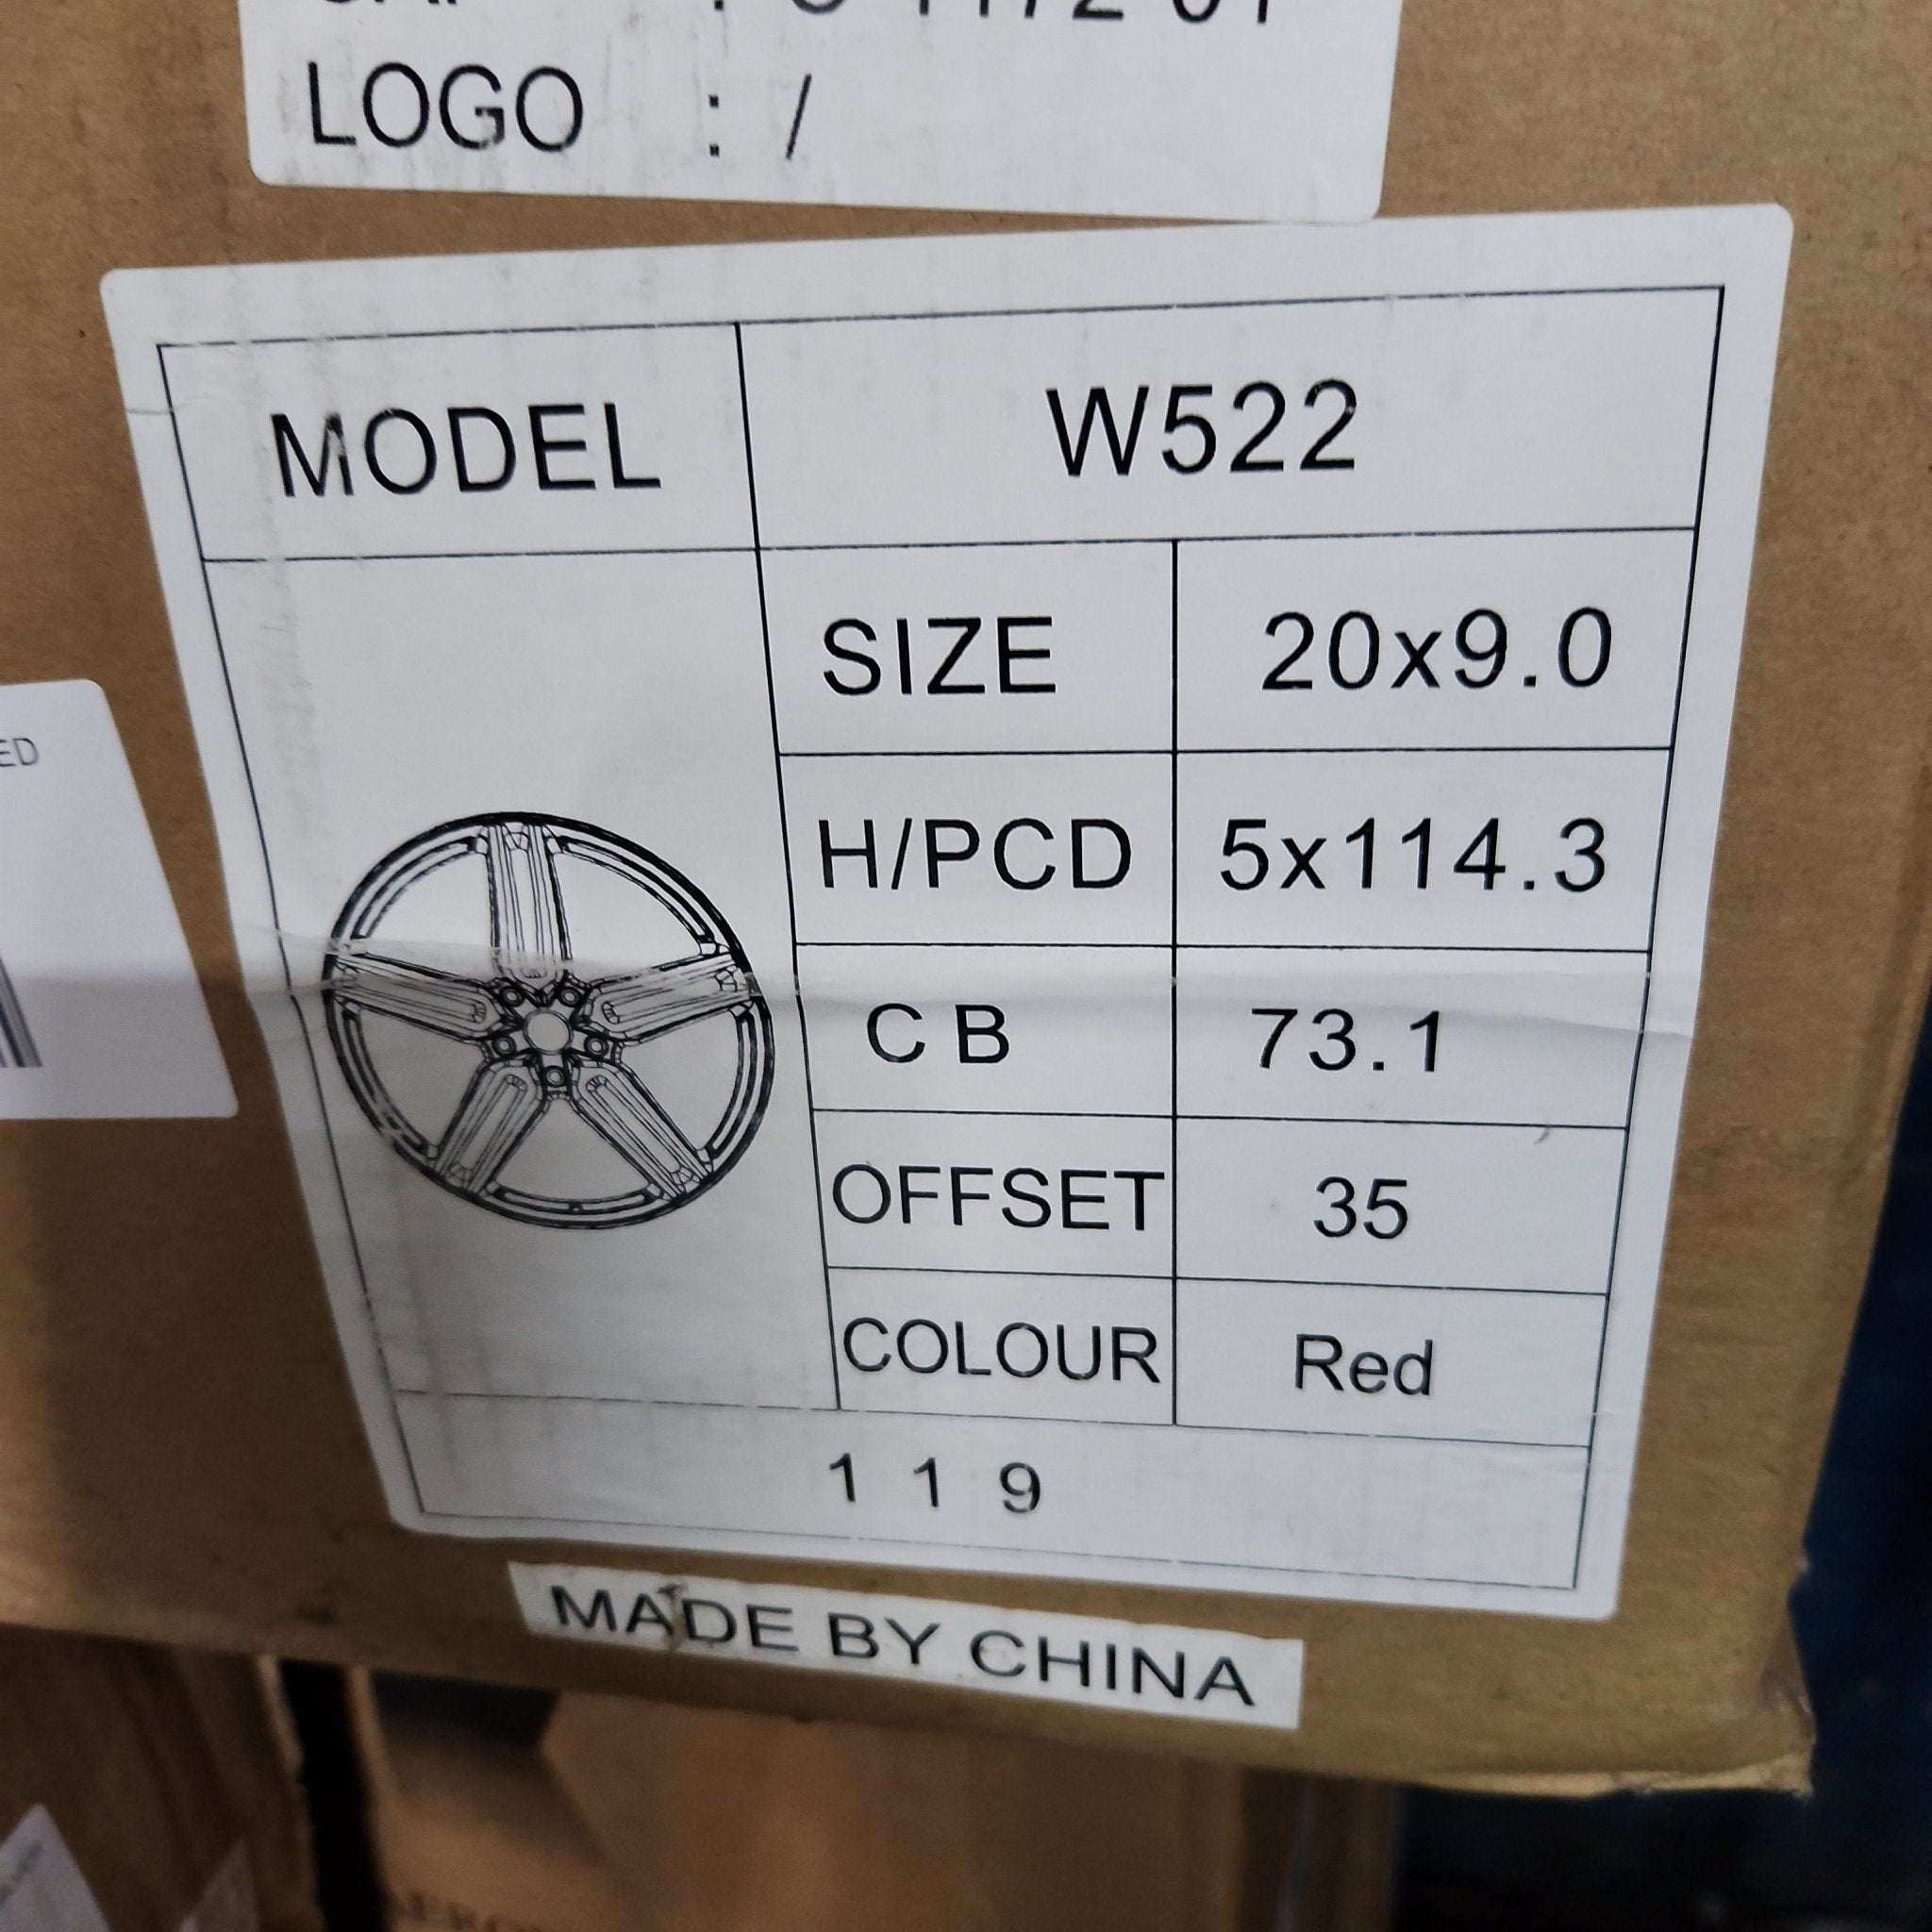 LOGO : /
MODEL W522
SIZE 20x9.0
H/PCD 5x114.3
C B 73.1
OFFSET 35
COLOUR Red
1 1 9
MADE BY CHINA
ED